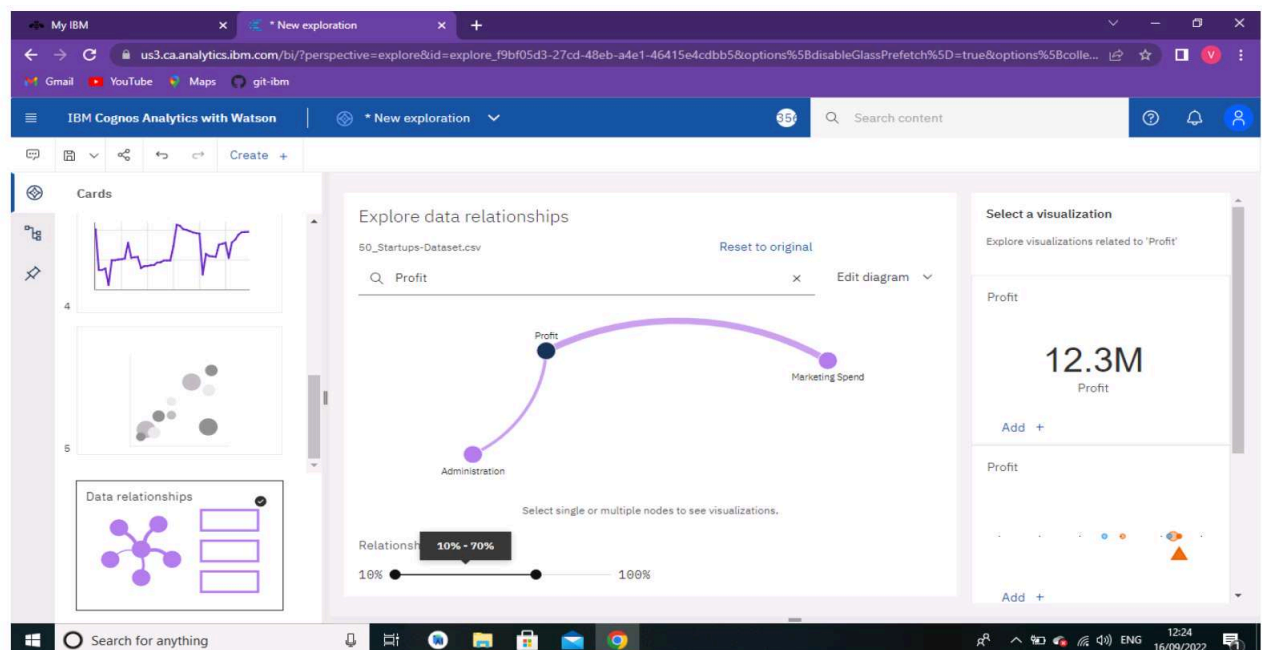 My IBM
* New exploration
us3.ca.analytics.ibm.com/bi/?perspective=explore&id=explore_f9bf05d3-27cd-48eb-a4e1-46415e4cdbb5&options%5BdisableGlassPrefetch%5D=true&options%5Bcolle...
V
Gmail YouTube Maps git-ibm
IBM Cognos Analytics with Watson * New exploration 356 Search content
Create +
Cards
4
5
Data relationships
Explore data relationships
50_Startups-Dataset.csv Reset to original
Profit × Edit diagram
Profit
Marketing Spend
Administration
Select single or multiple nodes to see visualizations.
Relationsh
10% - 70%
10% 100%
Select a visualization
Explore visualizations related to 'Profit'
Profit
12.3M
Profit
Add +
Profit
Add +
Search for anything
ENG
12:24
16/09/2022